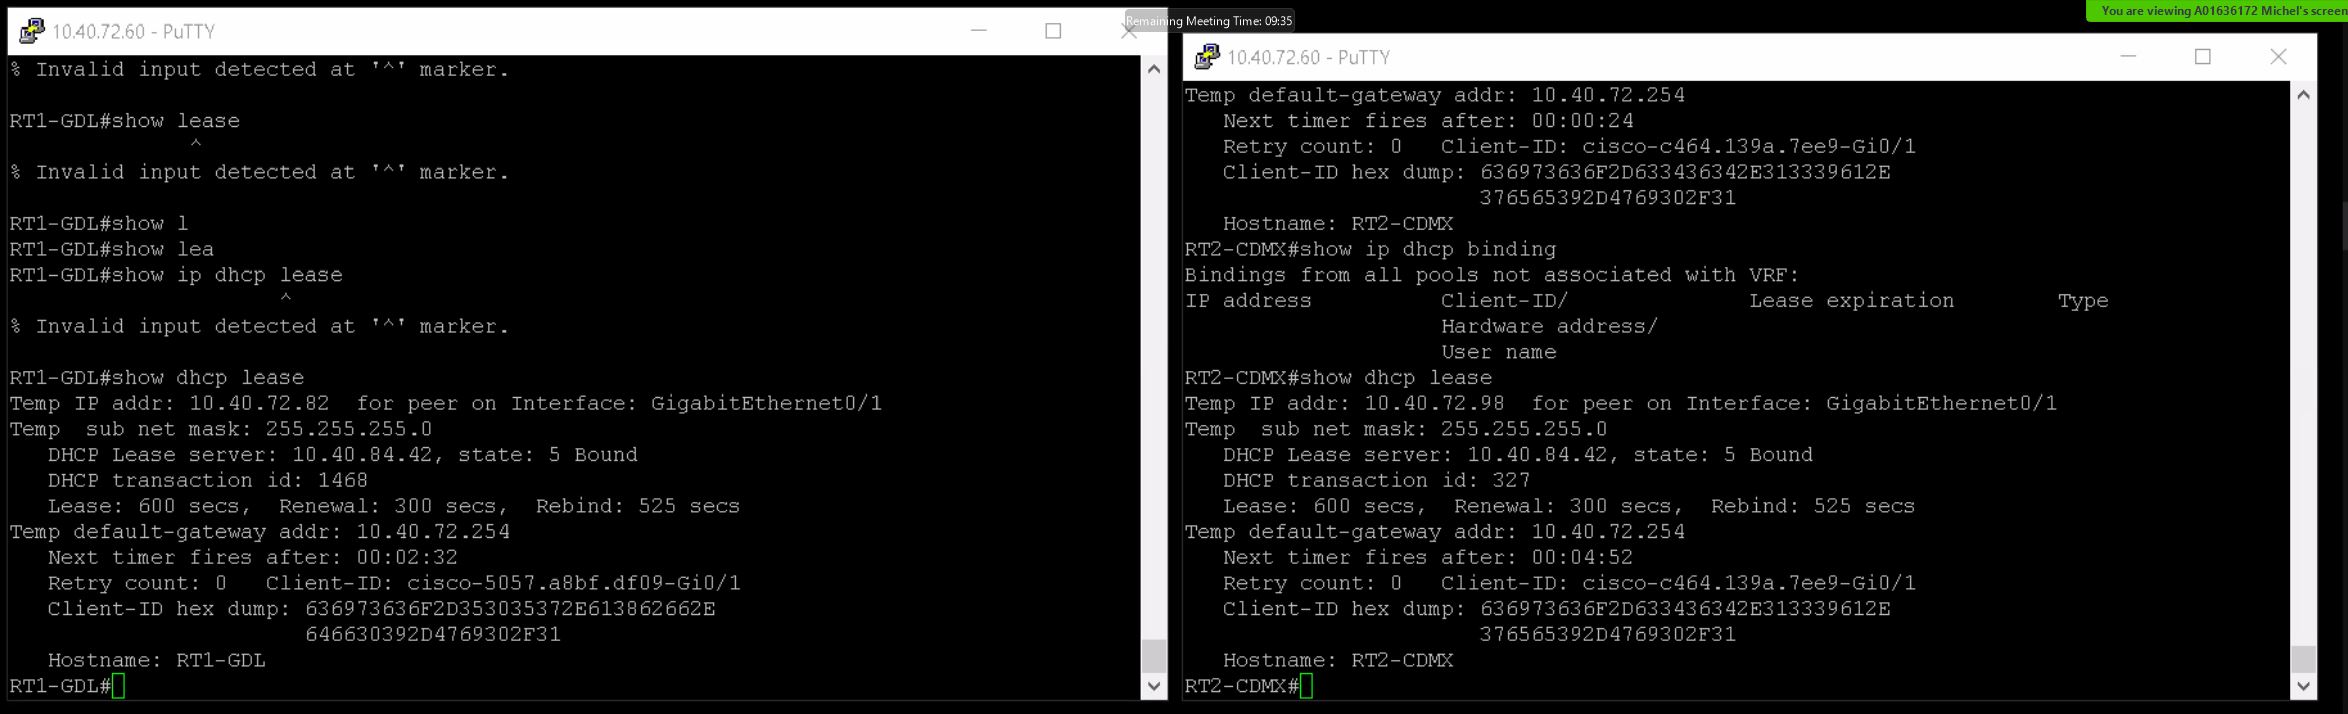 Remaining Meeting Time: 09:35
You are viewing A01636172 Michel's screen
10.40.72.60 - PuTTY
% Invalid input detected at '^' marker.
RT1-GDL#show lease
^
% Invalid input detected at '^' marker.
RT1-GDL#show l
RT1-GDL#show lea
RT1-GDL#show ip dhcp lease
^
% Invalid input detected at '^' marker.
RT1-GDL#show dhcp lease
Temp IP addr: 10.40.72.82  for peer on Interface: GigabitEthernet0/1
Temp  sub net mask: 255.255.255.0
   DHCP Lease server: 10.40.84.42, state: 5 Bound
   DHCP transaction id: 1468
   Lease: 600 secs,  Renewal: 300 secs,  Rebind: 525 secs
Temp default-gateway addr: 10.40.72.254
   Next timer fires after: 00:02:32
   Retry count: 0   Client-ID: cisco-5057.a8bf.df09-Gi0/1
   Client-ID hex dump: 636973636F2D353035372E613862662E
                       646630392D4769302F31
   Hostname: RT1-GDL
RT1-GDL#
10.40.72.60 - PuTTY
Temp default-gateway addr: 10.40.72.254
   Next timer fires after: 00:00:24
   Retry count: 0   Client-ID: cisco-c464.139a.7ee9-Gi0/1
   Client-ID hex dump: 636973636F2D633436342E313339612E
                       376565392D4769302F31
   Hostname: RT2-CDMX
RT2-CDMX#show ip dhcp binding
Bindings from all pools not associated with VRF:
IP address          Client-ID/              Lease expiration        Type
                    Hardware address/
                    User name
RT2-CDMX#show dhcp lease
Temp IP addr: 10.40.72.98  for peer on Interface: GigabitEthernet0/1
Temp  sub net mask: 255.255.255.0
   DHCP Lease server: 10.40.84.42, state: 5 Bound
   DHCP transaction id: 327
   Lease: 600 secs,  Renewal: 300 secs,  Rebind: 525 secs
Temp default-gateway addr: 10.40.72.254
   Next timer fires after: 00:04:52
   Retry count: 0   Client-ID: cisco-c464.139a.7ee9-Gi0/1
   Client-ID hex dump: 636973636F2D633436342E313339612E
                       376565392D4769302F31
   Hostname: RT2-CDMX
RT2-CDMX#